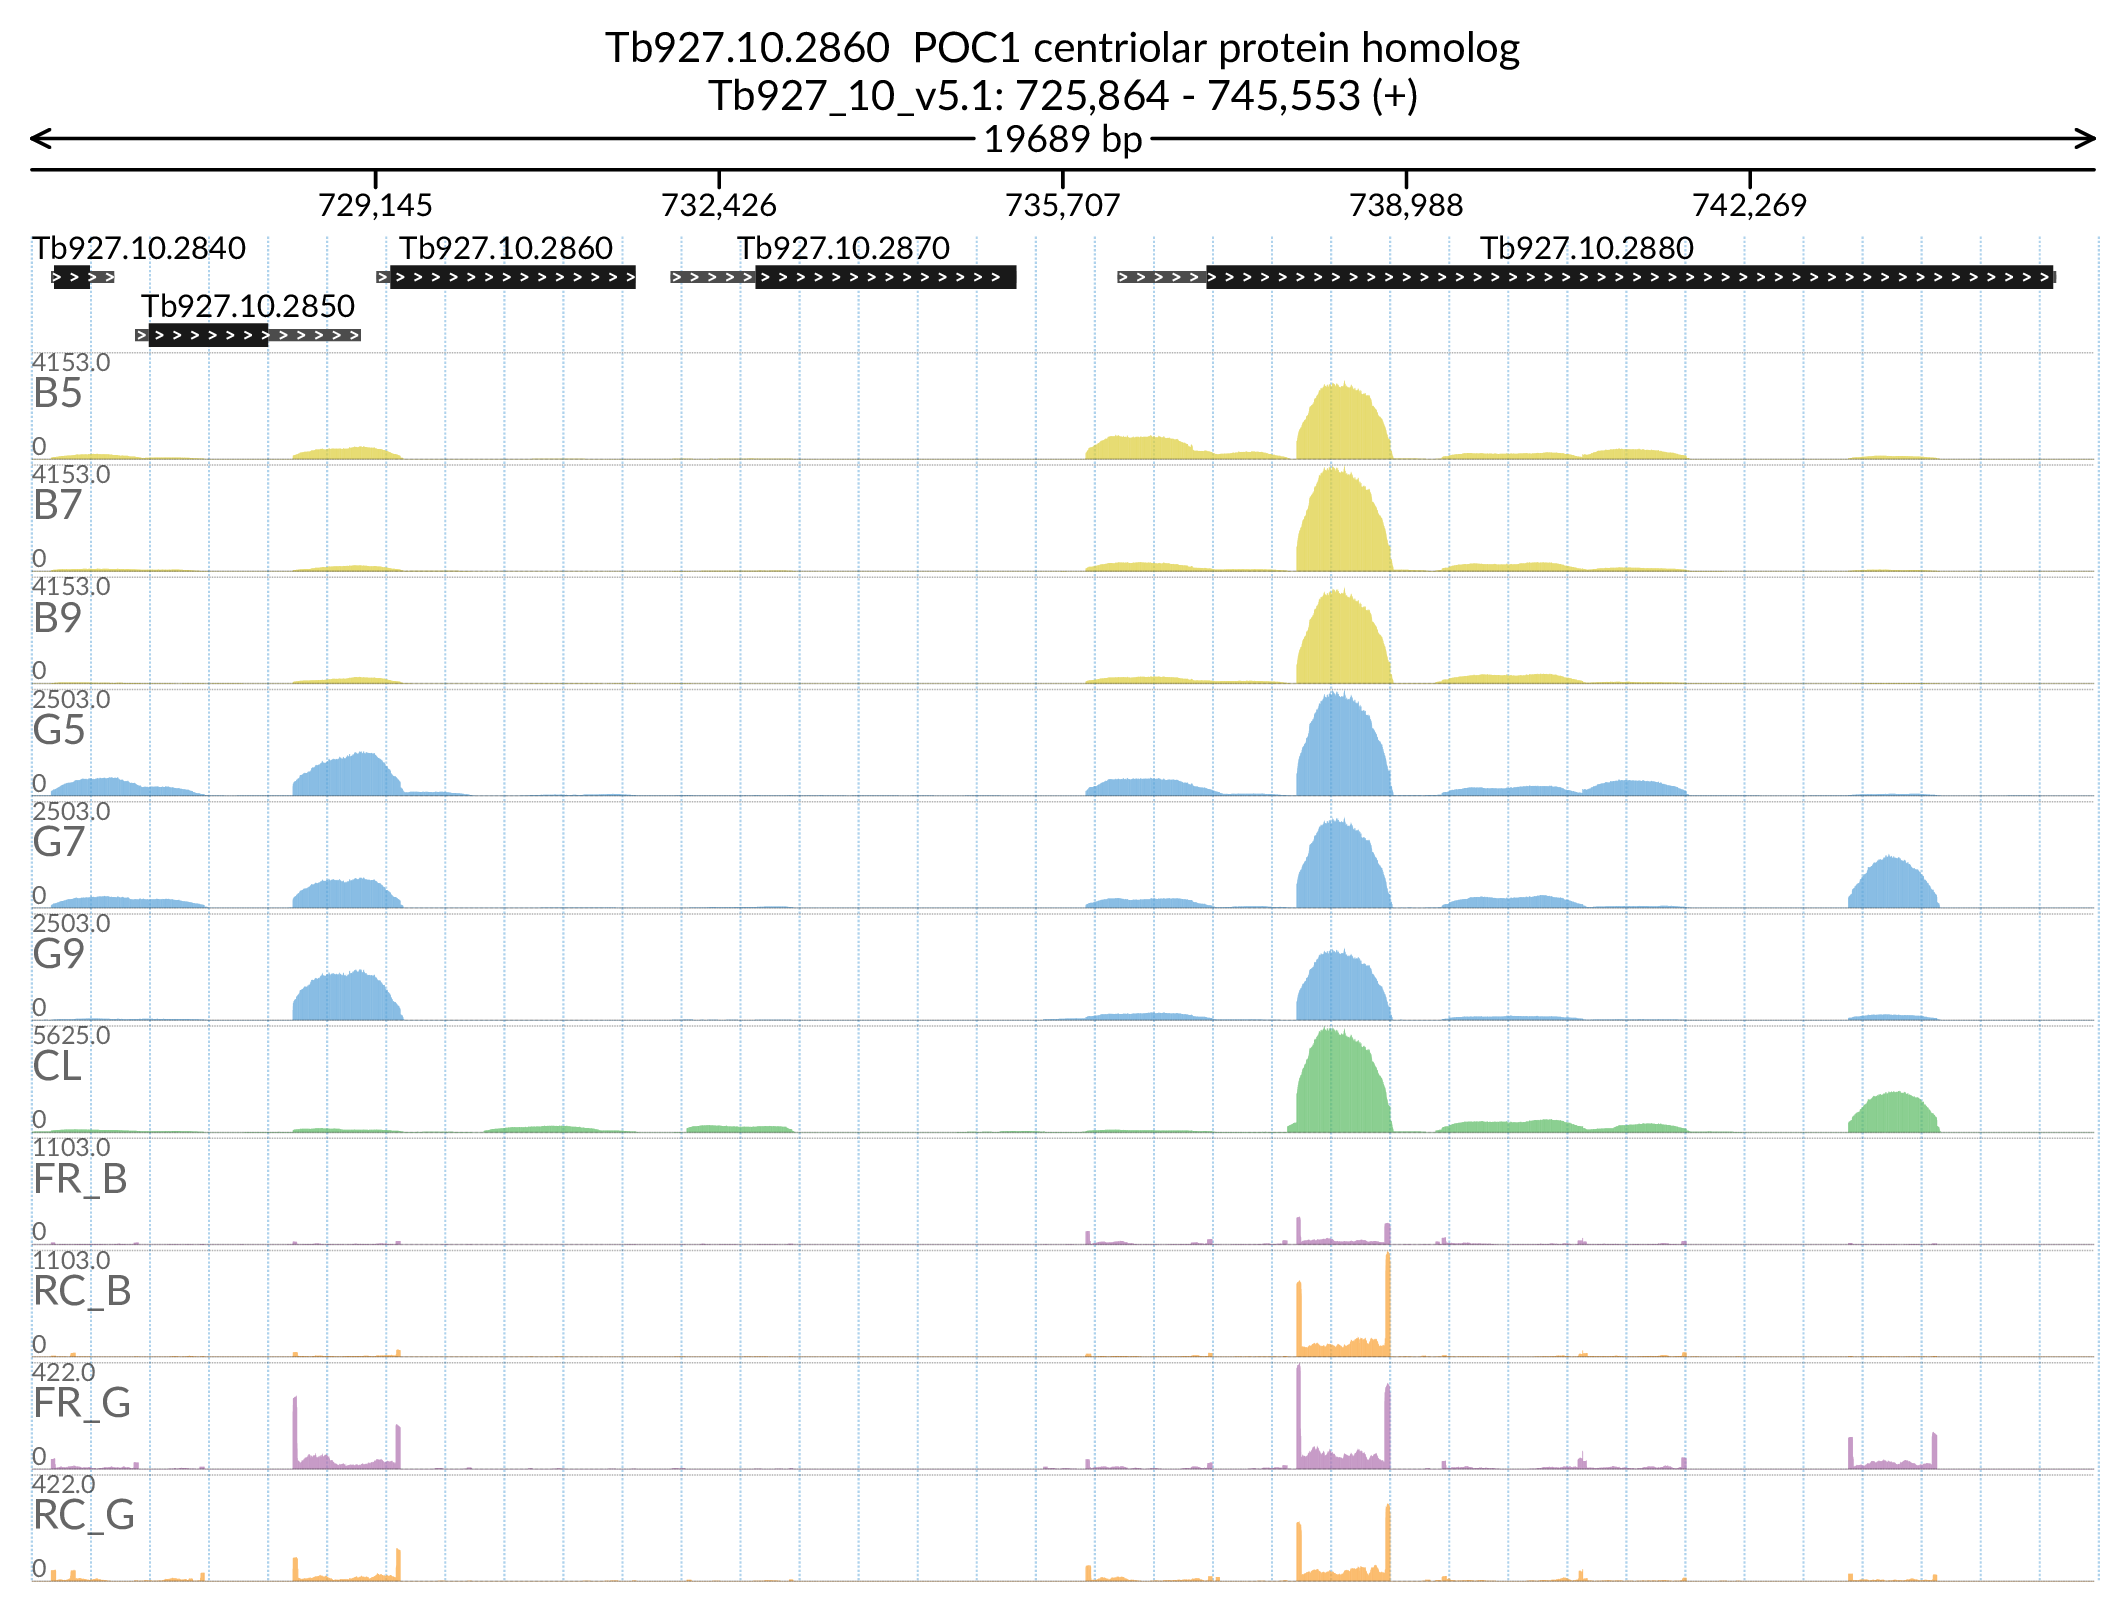 Tb927.10.2860  POC1 centriolar protein homolog
Tb927_10_v5.1: 725,864 - 745,553 (+)
19689 bp
729,145 732,426 735,707 738,988 742,269
Tb927.10.2840 Tb927.10.2860 Tb927.10.2870 Tb927.10.2880
Tb927.10.2850
4153.0
B5
0
4153.0
B7
0
4153.0
B9
0
2503.0
G5
0
2503.0
G7
0
2503.0
G9
0
5625.0
CL
0
1103.0
FR_B
0
1103.0
RC_B
0
422.0
FR_G
0
422.0
RC_G
0